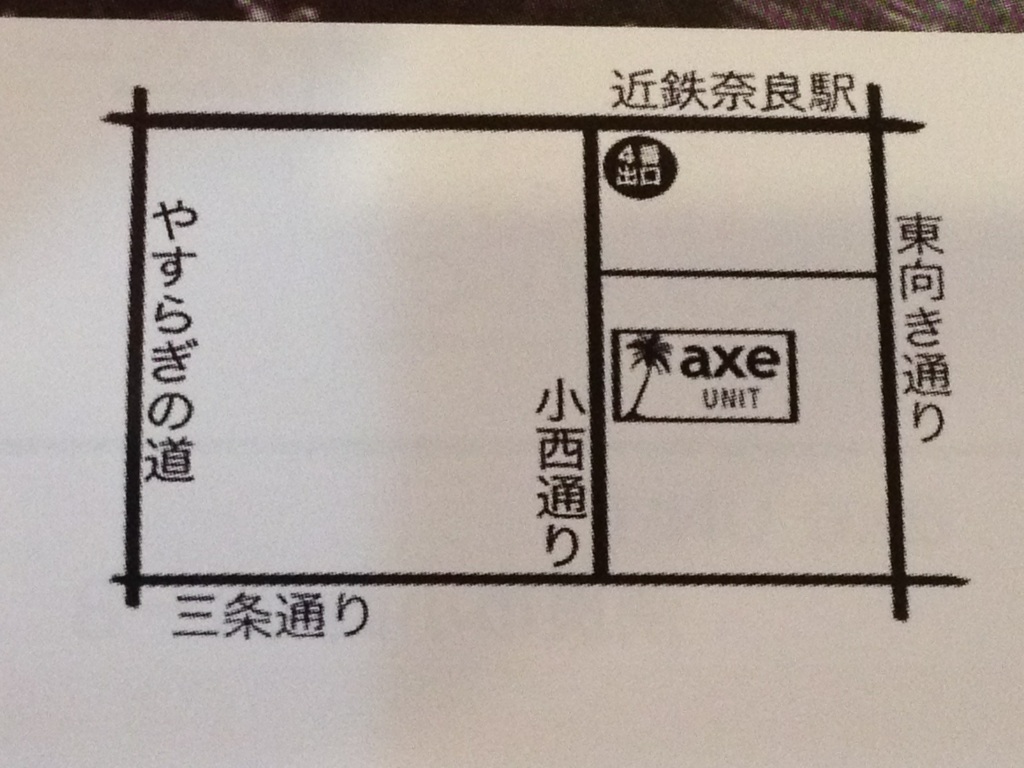 近鉄奈良駅
4番
出口
やすらぎの道
東向き通り
axe
UNIT
小西通り
三条通り